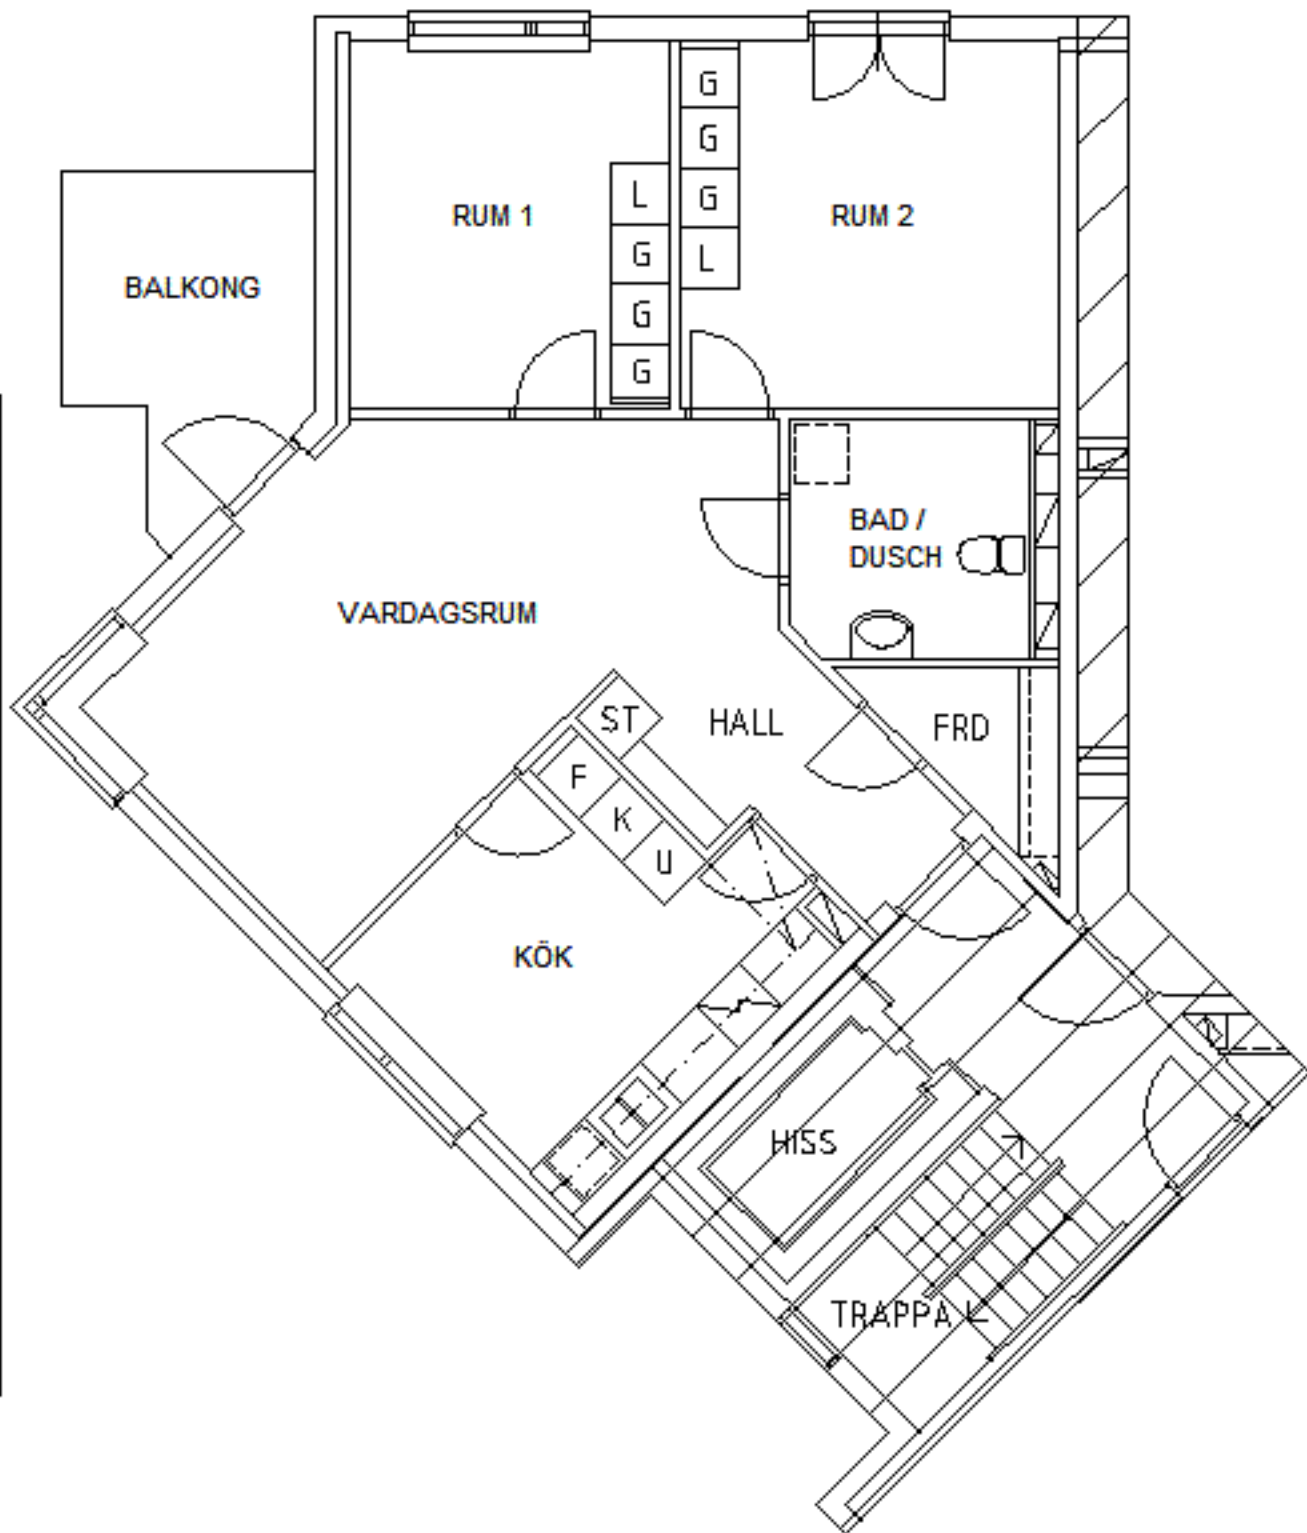 G
G
L
G
RUM 1
RUM 2
G
L
BALKONG
G
G
BAD /
DUSCH
VARDAGSRUM
ST
HALL
FRD
F
K
U
KÖK
HISS
TRAPPA